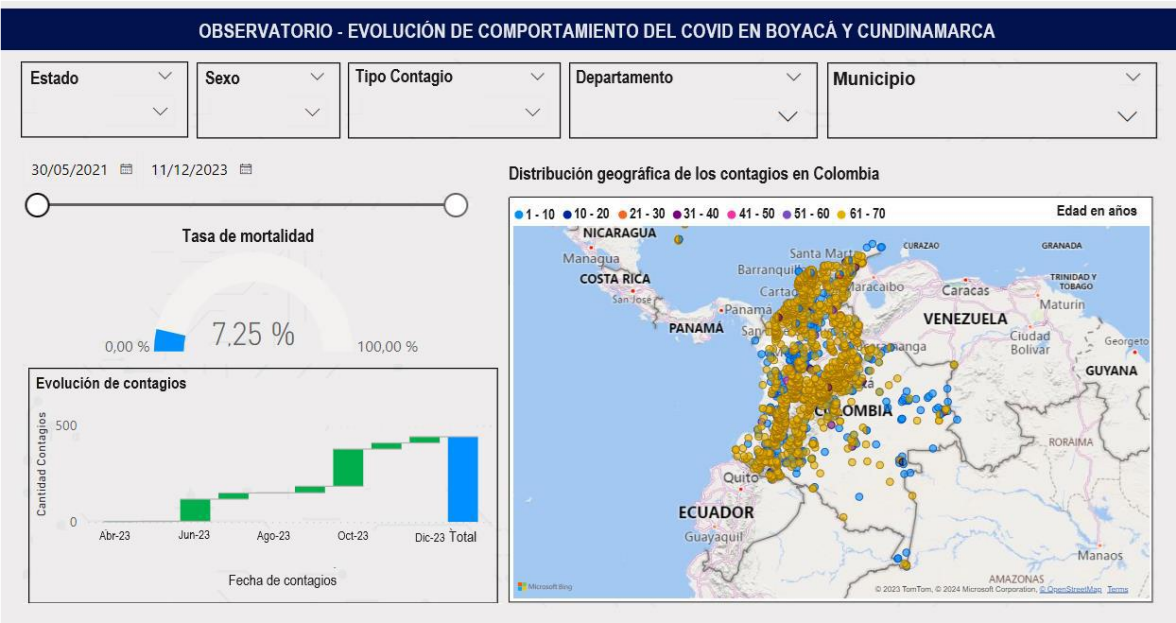 OBSERVATORIO - EVOLUCIÓN DE COMPORTAMIENTO DEL COVID EN BOYACÁ Y CUNDINAMARCA
Estado
Sexo
Tipo Contagio
Departamento
Municipio
30/05/2021
11/12/2023
Tasa de mortalidad
0,00 %
7,25 %
100,00 %
Evolución de contagios
Cantidad Contagios
500
0
Abr-23
Jun-23
Ago-23
Oct-23
Dic-23
Total
Fecha de contagios
Distribución geográfica de los contagios en Colombia
1 - 10
10 - 20
21 - 30
31 - 40
41 - 50
51 - 60
61 - 70
Edad en años
NICARAGUA
Managua
COSTA RICA
San José
Panamá
PANAMÁ
Santa Mart
Barranquil
Cartag
CURAZAO
GRANADA
aracaibo
Caracas
TRINIDAD Y
TOBAGO
Maturín
VENEZUELA
Ciudad
Bolívar
Georgeto
GUYANA
amanga
COLOMBIA
RORAIMA
Quito
ECUADOR
Guayaquil
Manaos
AMAZONAS
Microsoft Bing
© 2023 TomTom, © 2024 Microsoft Corporation, © OpenStreetMap Terms